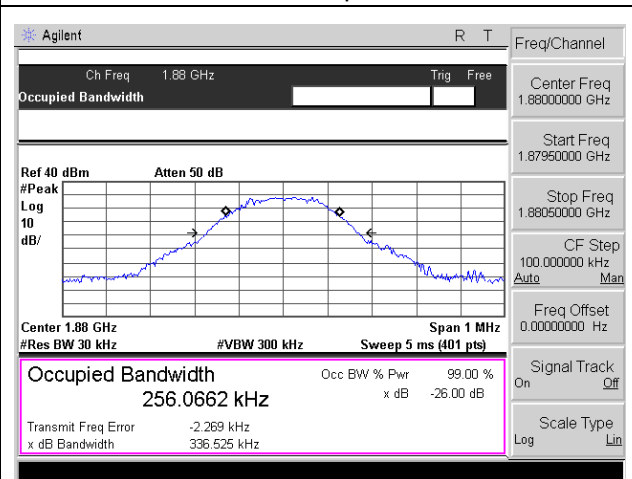 Agilent R T
Freq/Channel
Ch Freq 1.88 GHz Trig Free
Occupied Bandwidth
Center Freq
1.88000000 GHz
Start Freq
1.87950000 GHz
Stop Freq
1.88050000 GHz
CF Step
100.000000 kHz
Auto Man
Freq Offset
0.00000000 Hz
Signal Track
On Off
Scale Type
Log Lin
Ref 40 dBm Atten 50 dB
#Peak
Log
10
dB/
Center 1.88 GHz Span 1 MHz
#Res BW 30 kHz #VBW 300 kHz Sweep 5 ms (401 pts)
Occupied Bandwidth Occ BW % Pwr 99.00 %
256.0662 kHz x dB -26.00 dB
Transmit Freq Error -2.269 kHz
x dB Bandwidth 336.525 kHz